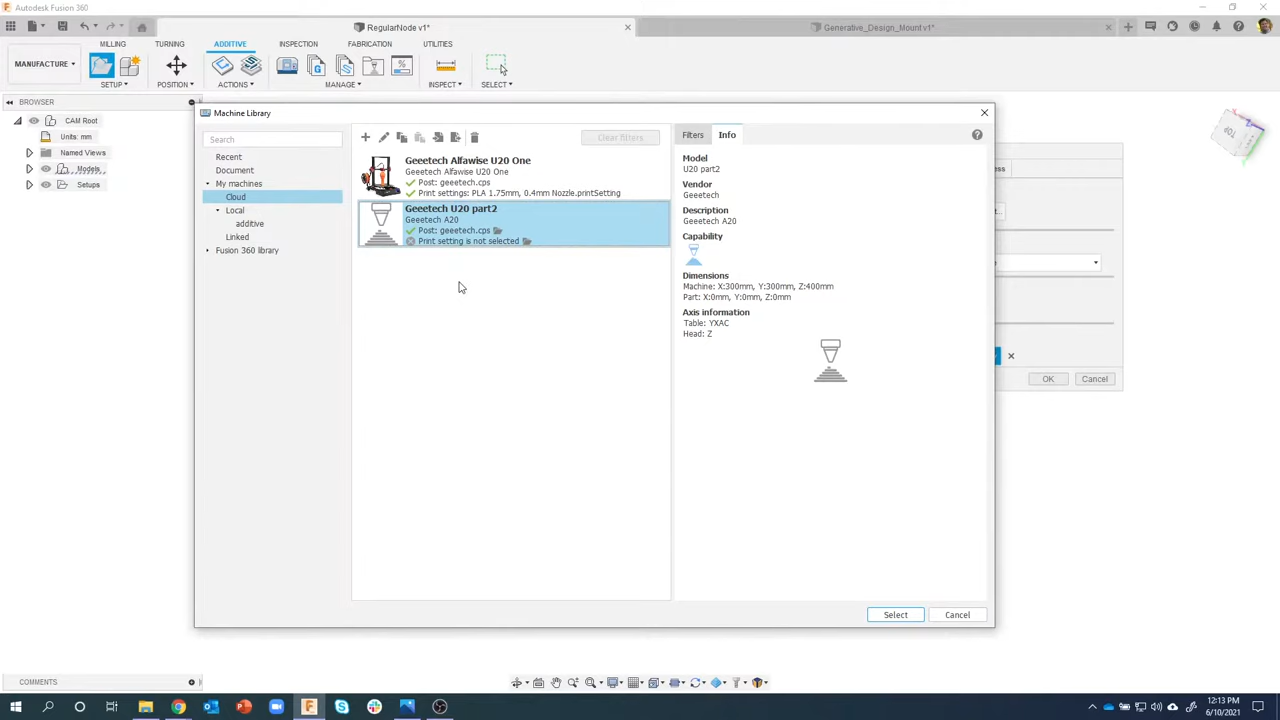 Autodesk Fusion 360
RegularNode v1*
Generative_Design_Mount v1*
MILLING
TURNING
ADDITIVE
INSPECTION
FABRICATION
UTILITIES
MANUFACTURE
SETUP
POSITION
ACTIONS
MANAGE
INSPECT
SELECT
BROWSER
CAM Root
Units: mm
Named Views
Models
Setups
Machine Library
Search
Recent
Document
My machines
Cloud
Local
additive
Linked
Fusion 360 library
Clear filters
Geeetech Alfawise U20 One
Geeetech Alfawise U20 One
Post: geeetech.cps
Print settings: PLA 1.75mm, 0.4mm Nozzle.printSetting
Geeetech U20 part2
Geeetech A20
Post: geeetech.cps
Print setting is not selected
Filters
Info
Model
U20 part2
Vendor
Geeetech
Description
Geeetech A20
Capability
Dimensions
Machine: X:300mm, Y:300mm, Z:400mm
Part: X:0mm, Y:0mm, Z:0mm
Axis information
Table: YXAC
Head: Z
Select
Cancel
TOP
ess
OK
Cancel
COMMENTS
12:13 PM
6/10/2021